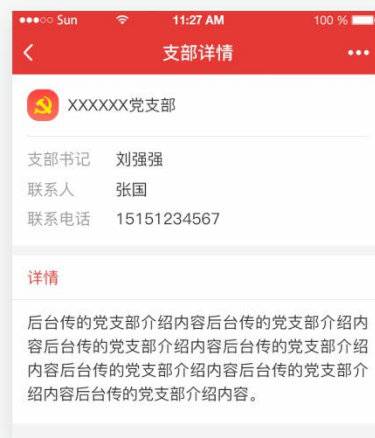 Sun 11:27 AM 100 %
支部详情
XXXXXX党支部
支部书记 刘强强
联系人 张国
联系电话 15151234567
详情
后台传的党支部介绍内容后台传的党支部介绍内
容后台传的党支部介绍内容后台传的党支部介绍
内容后台传的党支部介绍内容后台传的党支部介
绍内容后台传的党支部介绍内容。